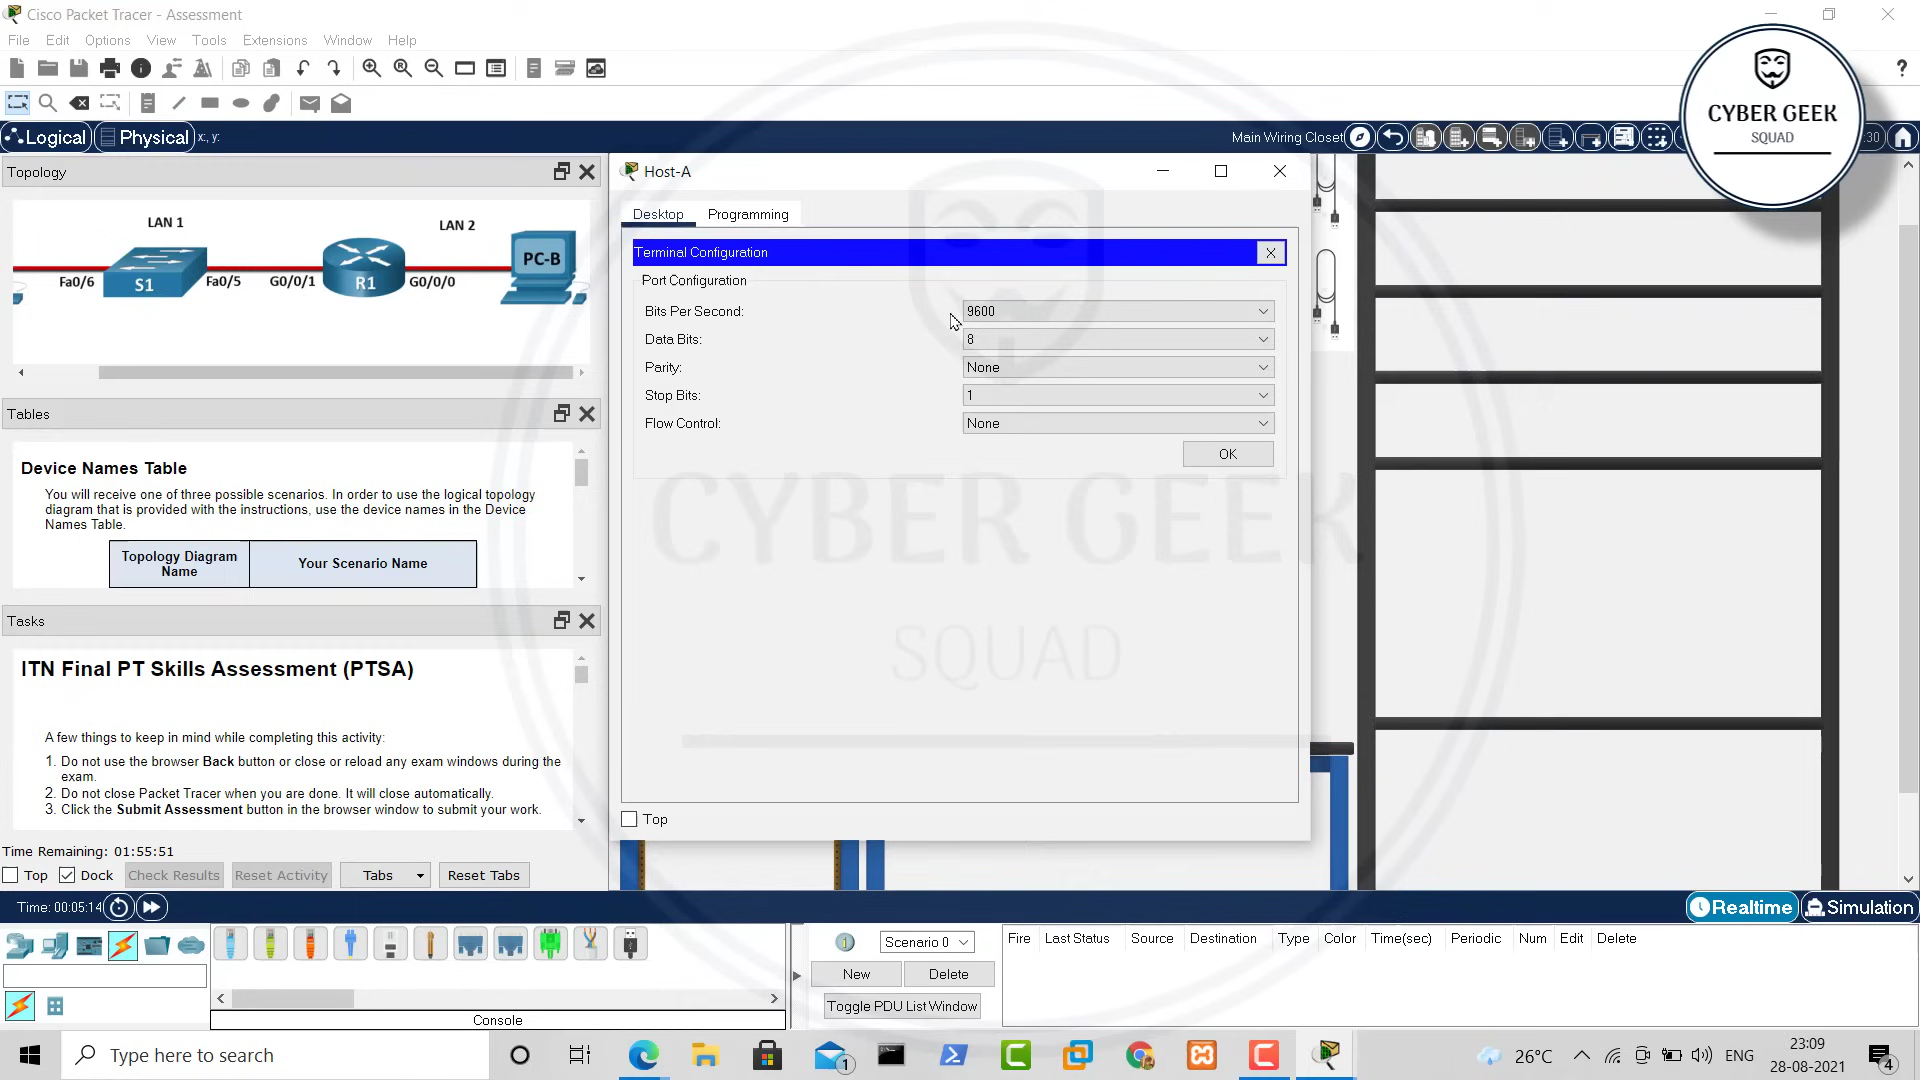 Cisco Packet Tracer - Assessment
File Edit Options View Tools Extensions Window Help
?
CYBER GEEK
SQUAD
Logical Physical x:, y:
Main Wiring Closet
:30
Topology
LAN 1
LAN 2
PC-B
Fa0/6 S1 Fa0/5 G0/0/1 R1 G0/0/0
Tables
Device Names Table
You will receive one of three possible scenarios. In order to use the logical topology
diagram that is provided with the instructions, use the device names in the Device
Names Table.
Topology Diagram
Name
Your Scenario Name
Tasks
ITN Final PT Skills Assessment (PTSA)
A few things to keep in mind while completing this activity:
1. Do not use the browser Back button or close or reload any exam windows during the
exam.
2. Do not close Packet Tracer when you are done. It will close automatically.
3. Click the Submit Assessment button in the browser window to submit your work.
Time Remaining: 01:55:51
Top Dock Check Results Reset Activity Tabs Reset Tabs
Host-A
Desktop Programming
Terminal Configuration X
Port Configuration
Bits Per Second: 9600
Data Bits: 8
Parity: None
Stop Bits: 1
Flow Control: None
OK
CYBER GEEK
SQUAD
Top
Time: 00:05:14
Realtime Simulation
Scenario 0
New Delete
Toggle PDU List Window
Fire Last Status Source Destination Type Color Time(sec) Periodic Num Edit Delete
Console
Type here to search
1
26°C
ENG
23:09
28-08-2021
4